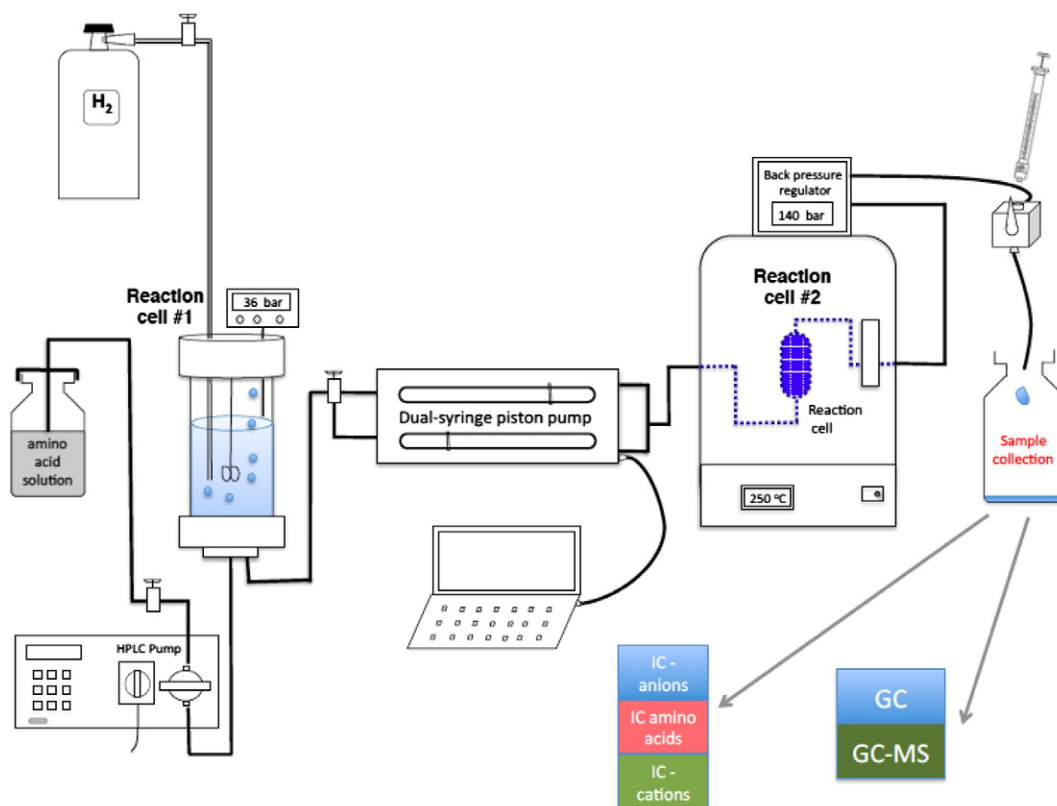 H2
Reaction
cell #1
36 bar
amino
acid
solution
HPLC Pump
Dual-syringe piston pump
Back pressure
regulator
140 bar
Reaction
cell #2
Reaction
cell
250 ºC
Sample
collection
IC -
anions
IC amino
acids
IC -
cations
GC
GC-MS